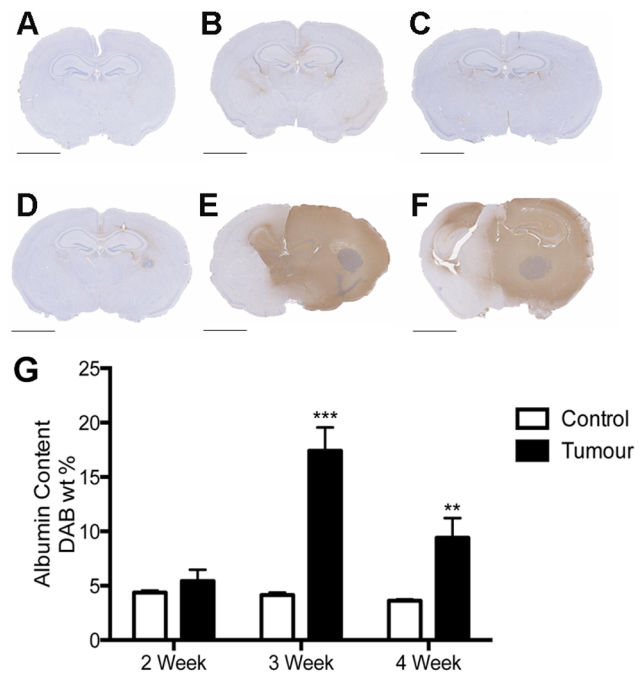 A
B
C
D
E
F
G
25
20
15
10
5
0
Albumin Content
DAB wt %
***
**
Control
Tumour
2 Week
3 Week
4 Week